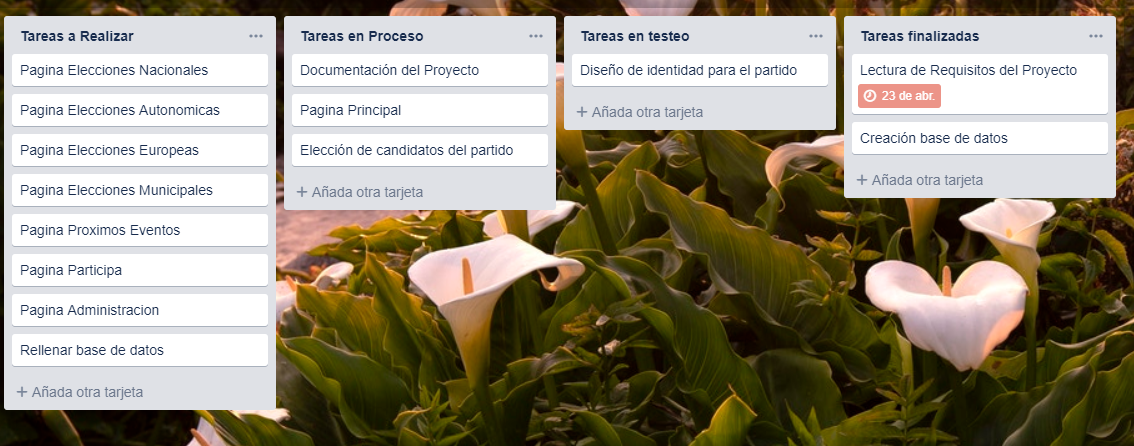 Tareas a Realizar
Pagina Elecciones Nacionales
Pagina Elecciones Autonomicas
Pagina Elecciones Europeas
Pagina Elecciones Municipales
Pagina Proximos Eventos
Pagina Participa
Pagina Administracion
Rellenar base de datos
+ Añada otra tarjeta
Tareas en Proceso
Documentación del Proyecto
Pagina Principal
Elección de candidatos del partido
+ Añada otra tarjeta
Tareas en testeo
Diseño de identidad para el partido
+ Añada otra tarjeta
Tareas finalizadas
Lectura de Requisitos del Proyecto
23 de abr.
Creación base de datos
+ Añada otra tarjeta